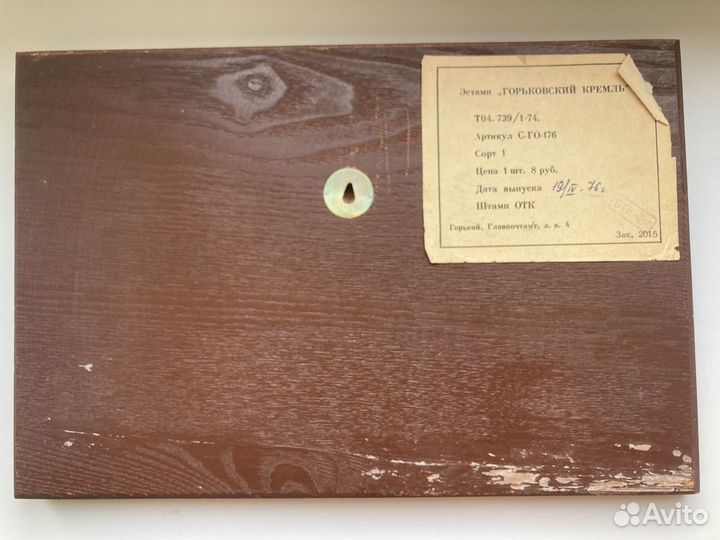 Эстамп „ГОРЬКОВСКИЙ КРЕМЛЬ"
Т04. 739/1-74.
Артикул С-ГО-176
Сорт 1
Цена 1 шт. 8 руб.
Дата выпуска 19/IV-76г.
Штамп ОТК
Горький, Главпочтамт, а. я. 4
Зак. 2015
Avito